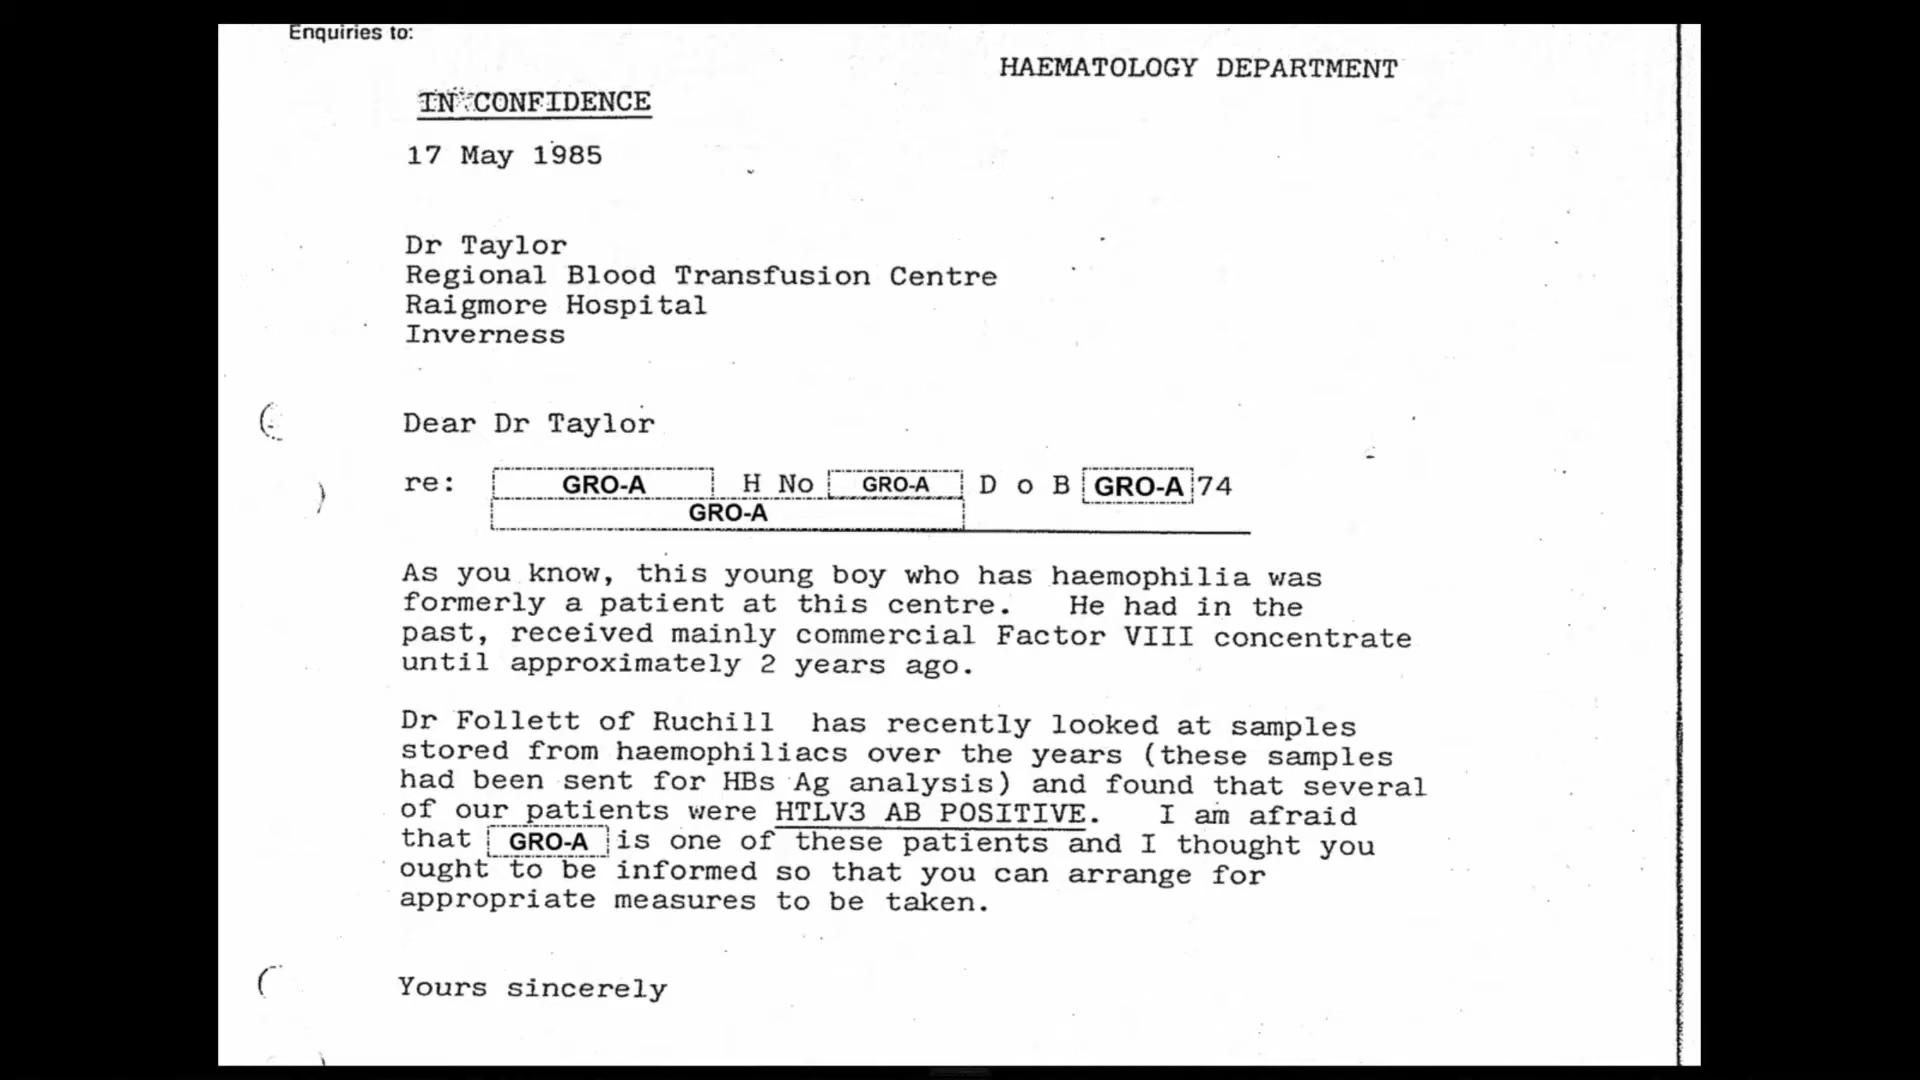 Enquiries to:
HAEMATOLOGY DEPARTMENT
IN CONFIDENCE
17 May 1985
Dr Taylor
Regional Blood Transfusion Centre
Raigmore Hospital
Inverness
Dear Dr Taylor
re: GRO-A H No GRO-A D o B GRO-A 74
GRO-A
As you know, this young boy who has haemophilia was
formerly a patient at this centre. He had in the
past, received mainly commercial Factor VIII concentrate
until approximately 2 years ago.
Dr Follett of Ruchill has recently looked at samples
stored from haemophiliacs over the years (these samples
had been sent for HBs Ag analysis) and found that several
of our patients were HTLV3 AB POSITIVE. I am afraid
that GRO-A is one of these patients and I thought you
ought to be informed so that you can arrange for
appropriate measures to be taken.
Yours sincerely